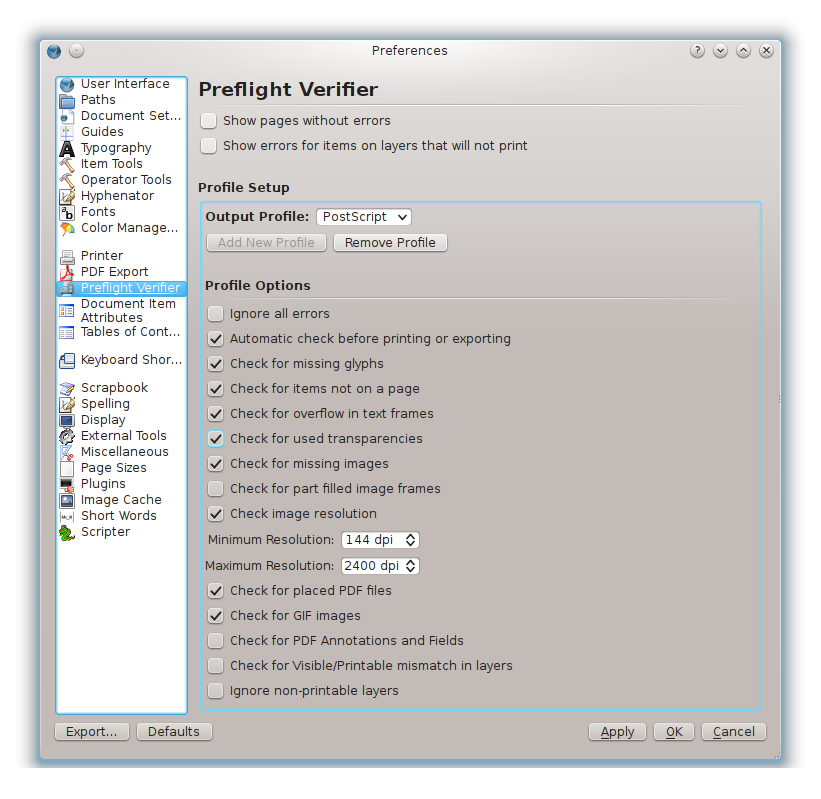 Preferences
User Interface
Paths
Document Set...
Guides
Typography
Item Tools
Operator Tools
Hyphenator
Fonts
Color Manage...
Printer
PDF Export
Preflight Verifier
Document Item
Attributes
Tables of Cont...
Keyboard Shor...
Scrapbook
Spelling
Display
External Tools
Miscellaneous
Page Sizes
Plugins
Image Cache
Short Words
Scripter
Preflight Verifier
Show pages without errors
Show errors for items on layers that will not print
Profile Setup
Output Profile: PostScript
Add New Profile Remove Profile
Profile Options
Ignore all errors
Automatic check before printing or exporting
Check for missing glyphs
Check for items not on a page
Check for overflow in text frames
Check for used transparencies
Check for missing images
Check for part filled image frames
Check image resolution
Minimum Resolution: 144 dpi
Maximum Resolution: 2400 dpi
Check for placed PDF files
Check for GIF images
Check for PDF Annotations and Fields
Check for Visible/Printable mismatch in layers
Ignore non-printable layers
Export... Defaults Apply OK Cancel